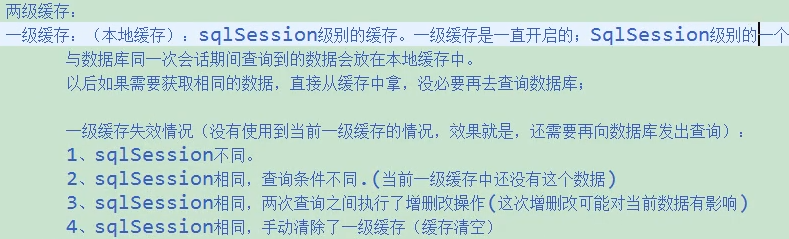 两级缓存：
一级缓存：（本地缓存）：sqlSession级别的缓存。一级缓存是一直开启的；SqlSession级别的一个
与数据库同一次会话期间查询到的数据会放在本地缓存中。
以后如果需要获取相同的数据，直接从缓存中拿，没必要再去查询数据库；
一级缓存失效情况（没有使用到当前一级缓存的情况，效果就是，还需要再向数据库发出查询）：
1、sqlSession不同。
2、sqlSession相同，查询条件不同.(当前一级缓存中还没有这个数据)
3、sqlSession相同，两次查询之间执行了增删改操作(这次增删改可能对当前数据有影响)
4、sqlSession相同，手动清除了一级缓存（缓存清空）